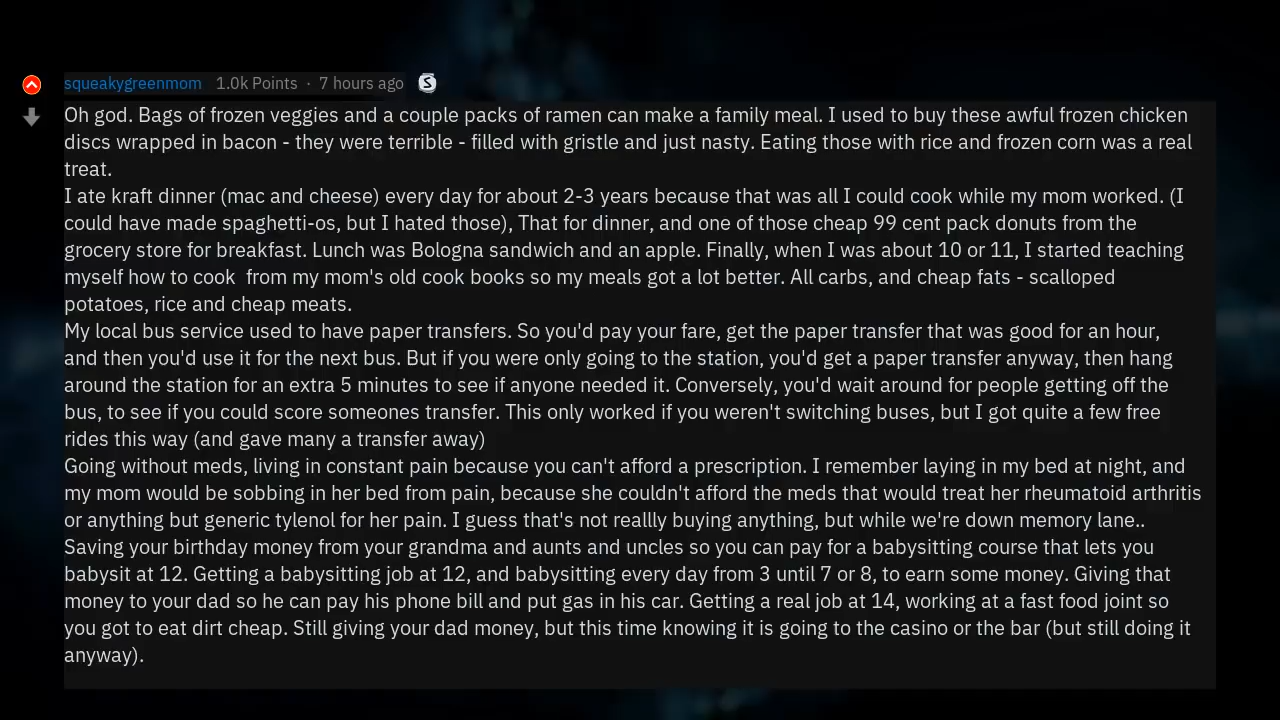 squeakygreenmom 1.0k Points · 7 hours ago S
Oh god. Bags of frozen veggies and a couple packs of ramen can make a family meal. I used to buy these awful frozen chicken
discs wrapped in bacon - they were terrible - filled with gristle and just nasty. Eating those with rice and frozen corn was a real
treat.
I ate kraft dinner (mac and cheese) every day for about 2-3 years because that was all I could cook while my mom worked. (I
could have made spaghetti-os, but I hated those), That for dinner, and one of those cheap 99 cent pack donuts from the
grocery store for breakfast. Lunch was Bologna sandwich and an apple. Finally, when I was about 10 or 11, I started teaching
myself how to cook  from my mom's old cook books so my meals got a lot better. All carbs, and cheap fats - scalloped
potatoes, rice and cheap meats.
My local bus service used to have paper transfers. So you'd pay your fare, get the paper transfer that was good for an hour,
and then you'd use it for the next bus. But if you were only going to the station, you'd get a paper transfer anyway, then hang
around the station for an extra 5 minutes to see if anyone needed it. Conversely, you'd wait around for people getting off the
bus, to see if you could score someones transfer. This only worked if you weren't switching buses, but I got quite a few free
rides this way (and gave many a transfer away)
Going without meds, living in constant pain because you can't afford a prescription. I remember laying in my bed at night, and
my mom would be sobbing in her bed from pain, because she couldn't afford the meds that would treat her rheumatoid arthritis
or anything but generic tylenol for her pain. I guess that's not reallly buying anything, but while we're down memory lane..
Saving your birthday money from your grandma and aunts and uncles so you can pay for a babysitting course that lets you
babysit at 12. Getting a babysitting job at 12, and babysitting every day from 3 until 7 or 8, to earn some money. Giving that
money to your dad so he can pay his phone bill and put gas in his car. Getting a real job at 14, working at a fast food joint so
you got to eat dirt cheap. Still giving your dad money, but this time knowing it is going to the casino or the bar (but still doing it
anyway).